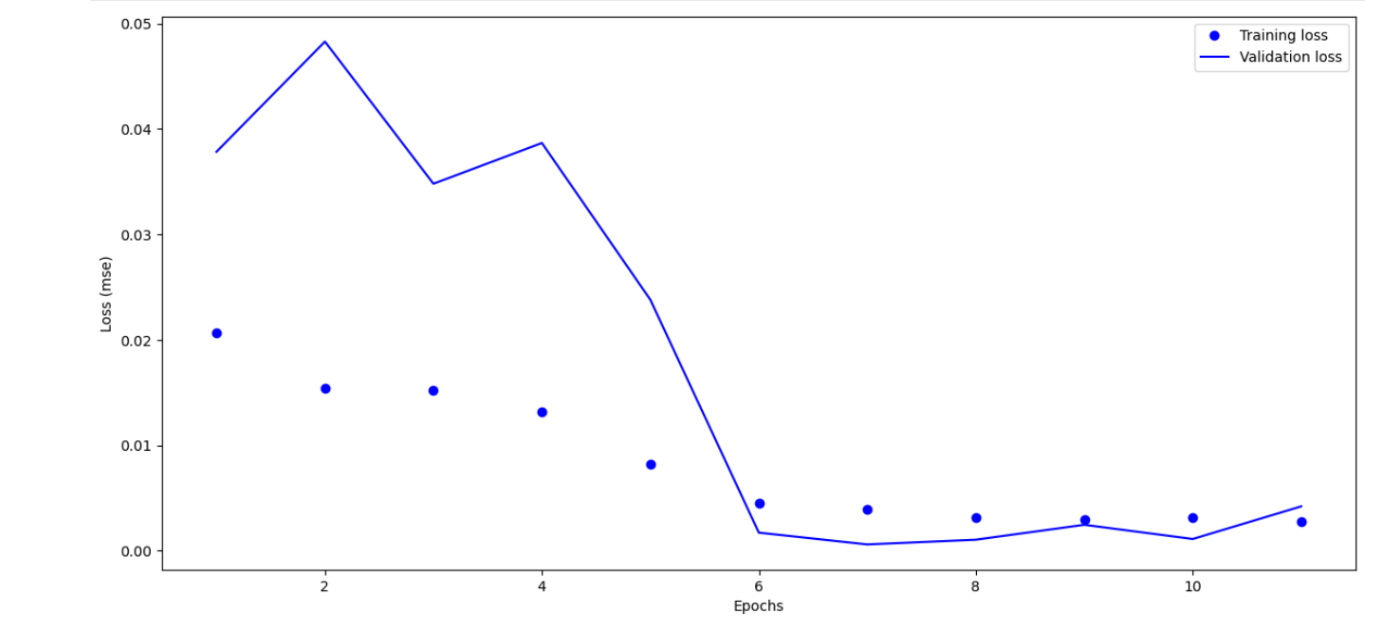 0.05
0.04
0.03
0.02
0.01
0.00
Loss (mse)
2
4
6
8
10
Epochs
Training loss
Validation loss